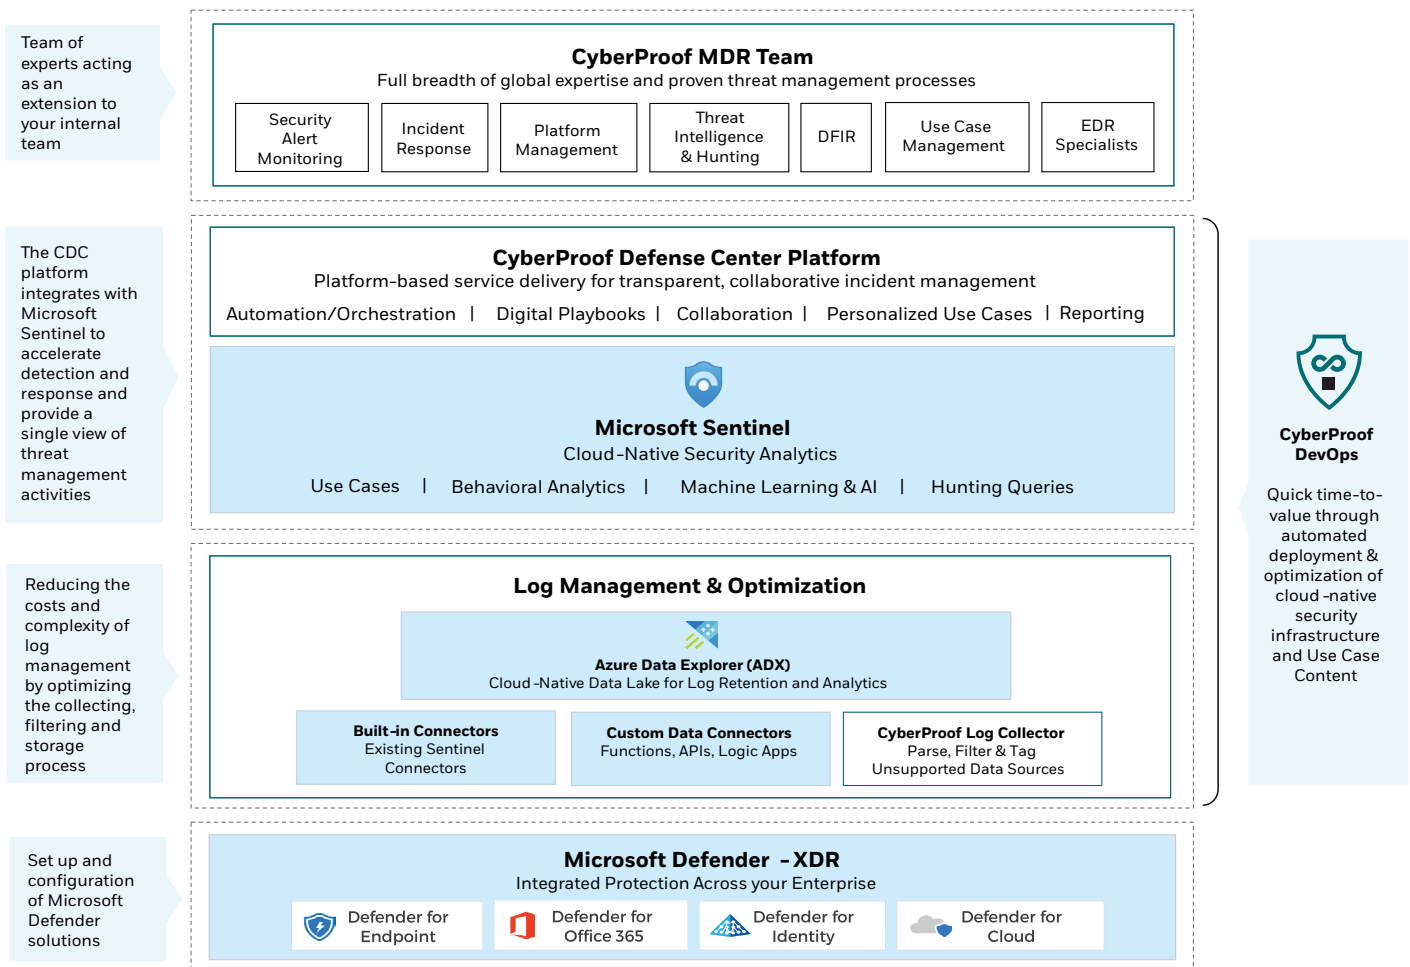 Team of
experts acting
as an
extension to
your internal
team
CyberProof MDR Team
Full breadth of global expertise and proven threat management processes
Security
Alert
Monitoring
Incident
Response
Platform
Management
Threat
Intelligence
& Hunting
DFIR
Use Case
Management
EDR
Specialists
The CDC
platform
integrates with
Microsoft
Sentinel to
accelerate
detection and
response and
provide a
single view of
threat
management
activities
CyberProof Defense Center Platform
Platform-based service delivery for transparent, collaborative incident management
Automation/Orchestration | Digital Playbooks | Collaboration | Personalized Use Cases | Reporting
Microsoft Sentinel
Cloud-Native Security Analytics
Use Cases | Behavioral Analytics | Machine Learning & AI | Hunting Queries
Reducing the
costs and
complexity of
log
management
by optimizing
the collecting,
filtering and
storage
process
Log Management & Optimization
Azure Data Explorer (ADX)
Cloud-Native Data Lake for Log Retention and Analytics
Built-in Connectors
Existing Sentinel
Connectors
Custom Data Connectors
Functions, APIs, Logic Apps
CyberProof Log Collector
Parse, Filter & Tag
Unsupported Data Sources
CyberProof
DevOps
Quick time-to-
value through
automated
deployment &
optimization of
cloud-native
security
infrastructure
and Use Case
Content
Set up and
configuration
of Microsoft
Defender
solutions
Microsoft Defender - XDR
Integrated Protection Across your Enterprise
Defender for
Endpoint
Defender for
Office 365
Defender for
Identity
Defender for
Cloud